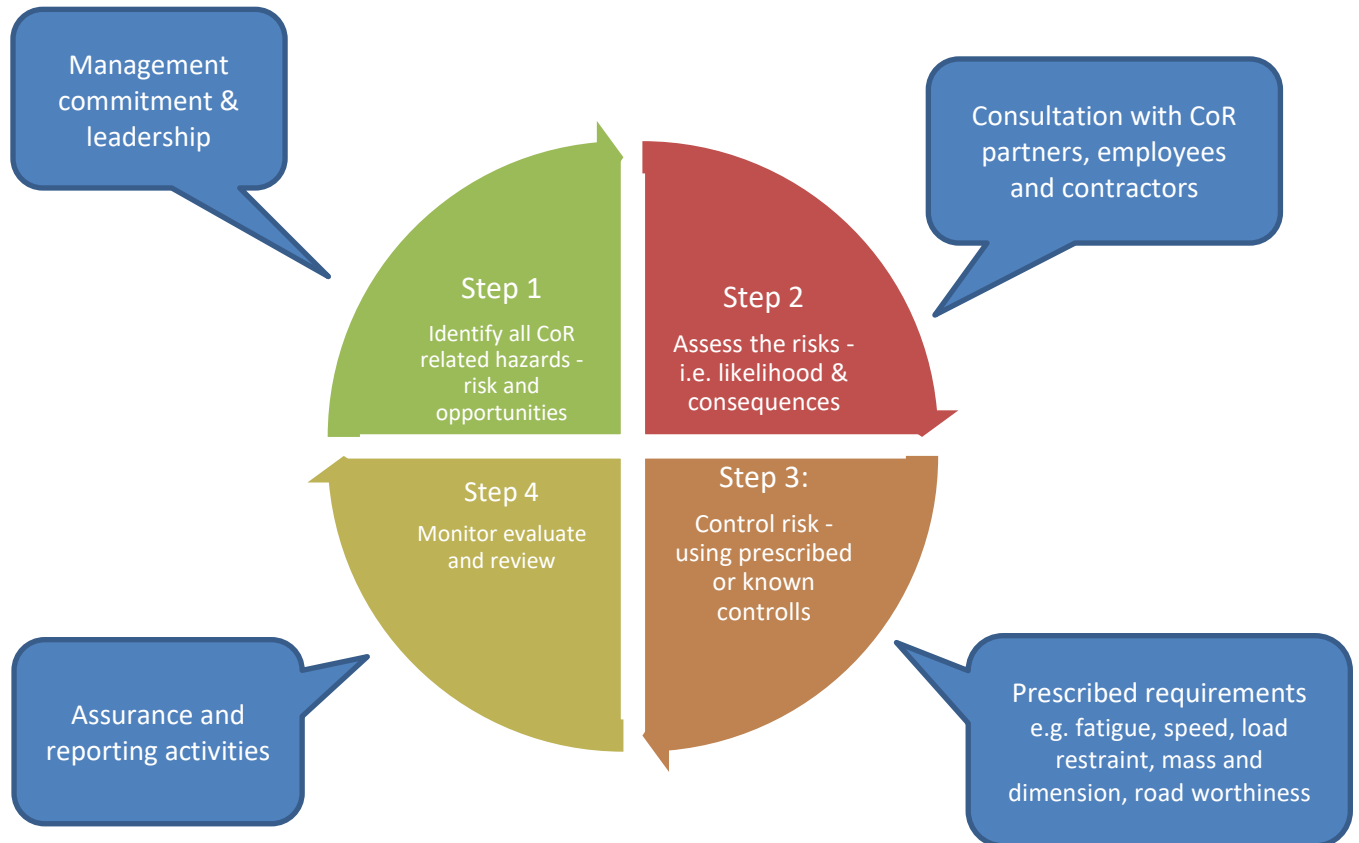 Management
commitment &
leadership
Consultation with CoR
partners, employees
and contractors
Step 1
Identify all CoR
related hazards -
risk and
opportunities
Step 2
Assess the risks -
i.e. likelihood &
consequences
Step 3:
Control risk -
using prescribed
or known
controlls
Step 4
Monitor evaluate
and review
Assurance and
reporting activities
Prescribed requirements
e.g. fatigue, speed, load
restraint, mass and
dimension, road worthiness